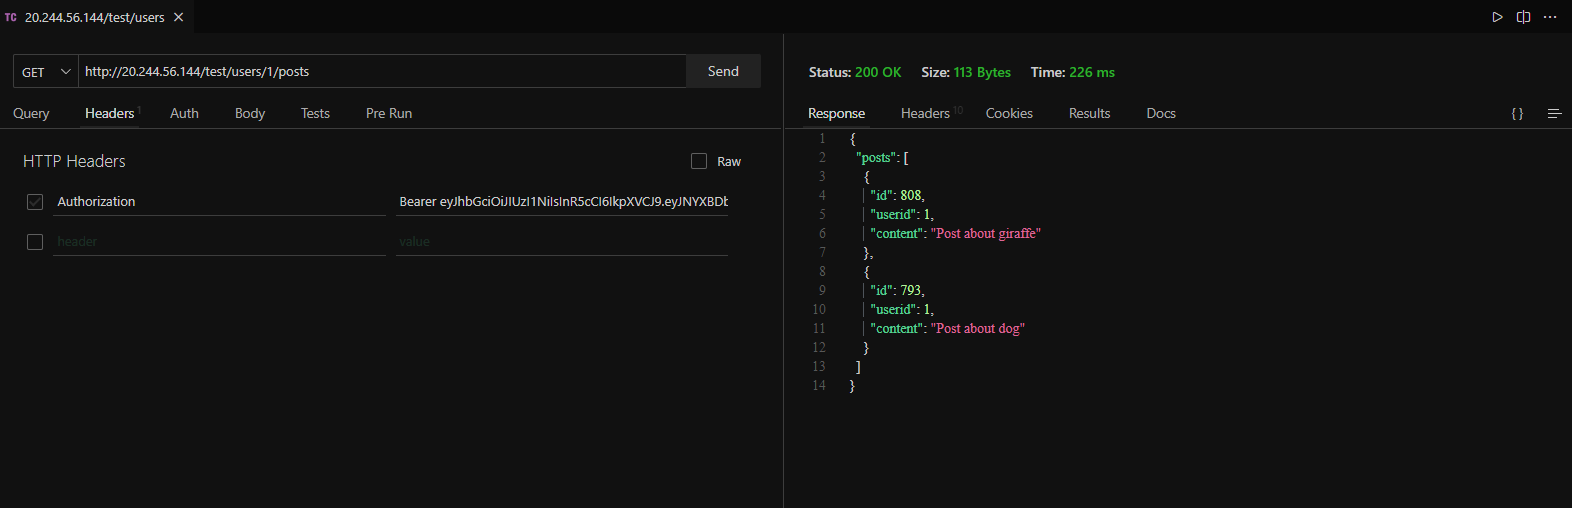 TC 20.244.56.144/test/users
GET http://20.244.56.144/test/users/1/posts Send
Query Headers 1 Auth Body Tests Pre Run
HTTP Headers Raw
Authorization Bearer eyJhbGciOiJIUzI1NiIsInR5cCI6IkpXVCJ9.eyJNYXBDb
header value
Status: 200 OK Size: 113 Bytes Time: 226 ms
Response Headers 10 Cookies Results Docs { }
1 {
2 "posts": [
3 {
4 "id": 808,
5 "userid": 1,
6 "content": "Post about giraffe"
7 },
8 {
9 "id": 793,
10 "userid": 1,
11 "content": "Post about dog"
12 }
13 ]
14 }